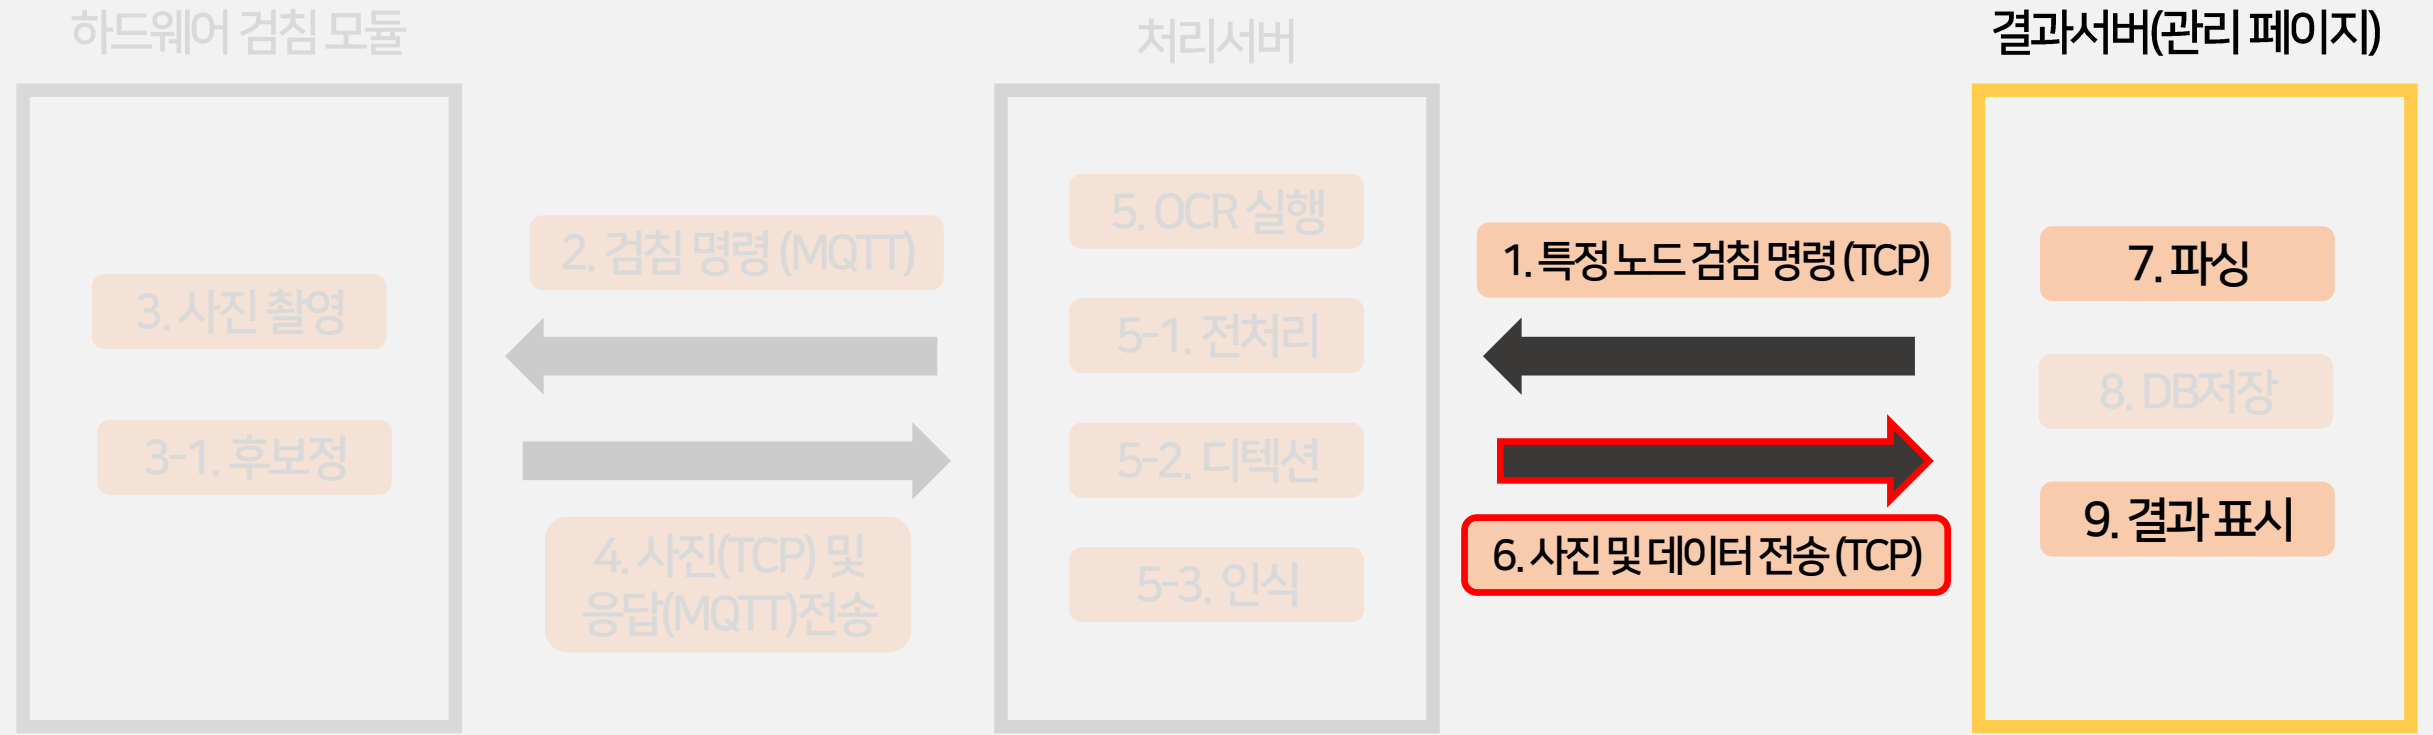 하드웨어 검침 모듈
처리서버
결과서버(관리 페이지)
3. 사진 촬영
3-1. 후보정
2. 검침 명령 (MQTT)
4. 사진(TCP) 및
응답(MQTT)전송
5. OCR 실행
5-1. 전처리
5-2. 디텍션
5-3. 인식
1. 특정 노드 검침 명령 (TCP)
6. 사진 및 데이터 전송 (TCP)
7. 파싱
8. DB저장
9. 결과 표시